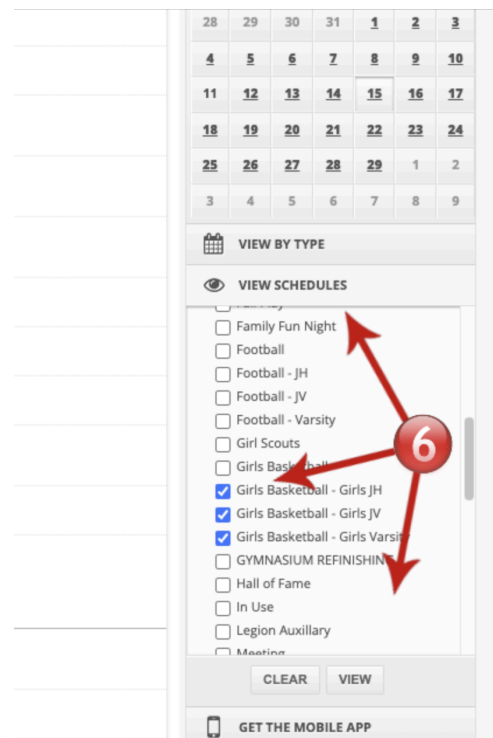 28 29 30 31 1 2 3
4 5 6 7 8 9 10
11 12 13 14 15 16 17
18 19 20 21 22 23 24
25 26 27 28 29 1 2
3 4 5 6 7 8 9
VIEW BY TYPE
VIEW SCHEDULES
Family Fun Night
Football
Football - JH
Football - JV
Football - Varsity
Girl Scouts
6
Girls Basketball
Girls Basketball - Girls JH
Girls Basketball - Girls JV
Girls Basketball - Girls Varsity
GYMNASIUM REFINISHING
Hall of Fame
In Use
Legion Auxillary
Meeting
CLEAR VIEW
GET THE MOBILE APP